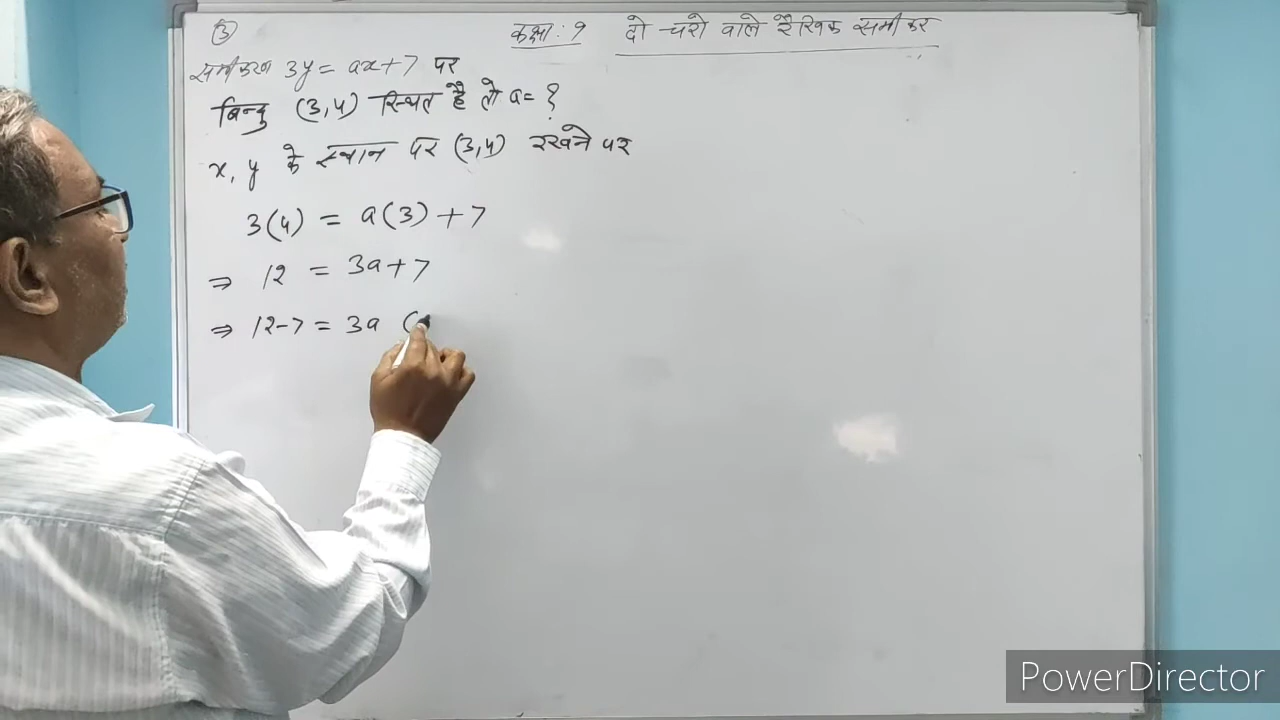 ③ कक्षा : 9 दो चरो वाले रैखिक समीकर
समीकरण 3y = ax + 7 पर
बिन्दु (3,4) स्थित है तो a = ?
x, y के स्थान पर (3,4) रखने पर
3(4) = a(3) + 7
⇒ 12 = 3a + 7
⇒ 12 - 7 = 3a (
PowerDirector